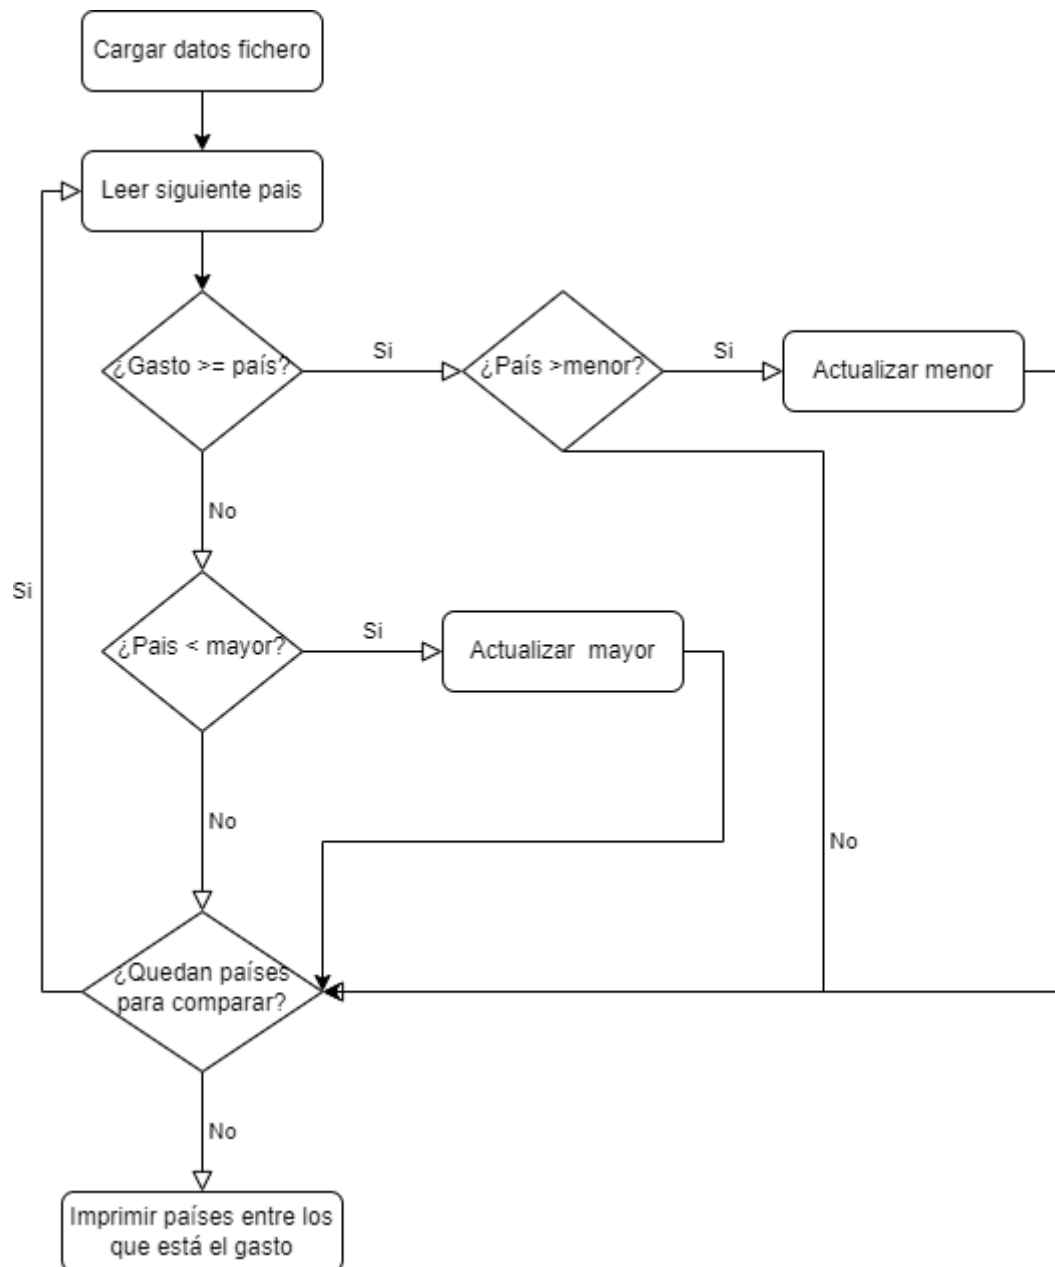 Cargar datos fichero
Leer siguiente pais
¿Gasto >= país?
Si
¿País >menor?
Si
Actualizar menor
No
Si
¿Pais < mayor?
Si
Actualizar  mayor
No
No
¿Quedan países
para comparar?
No
Imprimir países entre los
que está el gasto